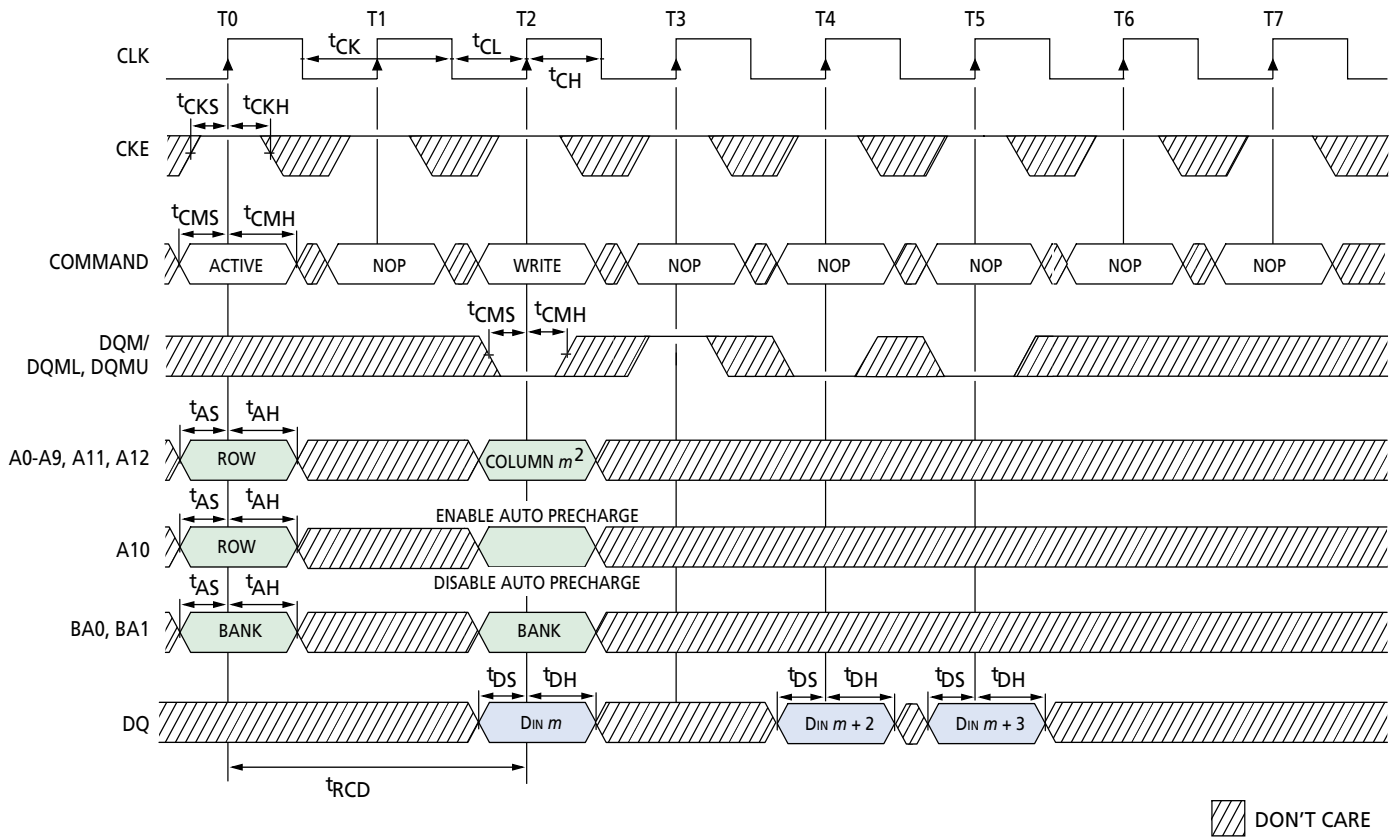 T0 T1 T2 T3 T4 T5 T6 T7
CLK
tCK tCL
tCH
tCKS tCKH
CKE
tCMS tCMH
COMMAND ACTIVE NOP WRITE NOP NOP NOP NOP NOP
tCMS tCMH
DQM/
DQML, DQMU
tAS tAH
A0-A9, A11, A12 ROW COLUMN m2
tAS tAH
ENABLE AUTO PRECHARGE
A10 ROW
DISABLE AUTO PRECHARGE
tAS tAH
BA0, BA1 BANK BANK
tDS tDH tDS tDH tDS tDH
DQ DIN m DIN m + 2 DIN m + 3
tRCD
DON'T CARE